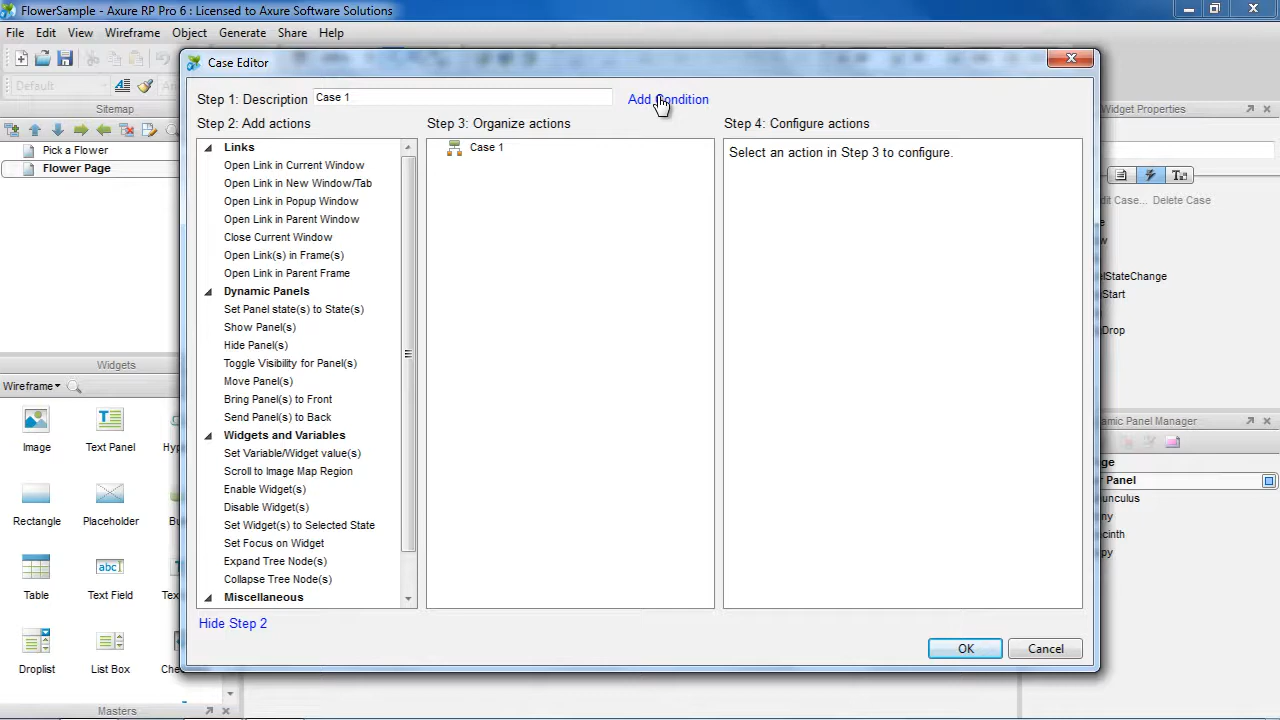 FlowerSample - Axure RP Pro 6 : Licensed to Axure Software Solutions
File Edit View Wireframe Object Generate Share Help
Default
Case Editor
Step 1: Description Case 1 Add Condition
Step 2: Add actions Step 3: Organize actions Step 4: Configure actions
Links
Open Link in Current Window
Open Link in New Window/Tab
Open Link in Popup Window
Open Link in Parent Window
Close Current Window
Open Link(s) in Frame(s)
Open Link in Parent Frame
Dynamic Panels
Set Panel state(s) to State(s)
Show Panel(s)
Hide Panel(s)
Toggle Visibility for Panel(s)
Move Panel(s)
Bring Panel(s) to Front
Send Panel(s) to Back
Widgets and Variables
Set Variable/Widget value(s)
Scroll to Image Map Region
Enable Widget(s)
Disable Widget(s)
Set Widget(s) to Selected State
Set Focus on Widget
Expand Tree Node(s)
Collapse Tree Node(s)
Miscellaneous
Case 1
Select an action in Step 3 to configure.
Hide Step 2
OK Cancel
Sitemap
Pick a Flower
Flower Page
Widgets
Wireframe
Image Text Panel
Rectangle Placeholder
Table Text Field
Droplist List Box
Masters
Widget Properties
Case... Delete Case
elStateChange
Start
Drop
amic Panel Manager
Panel
unculus